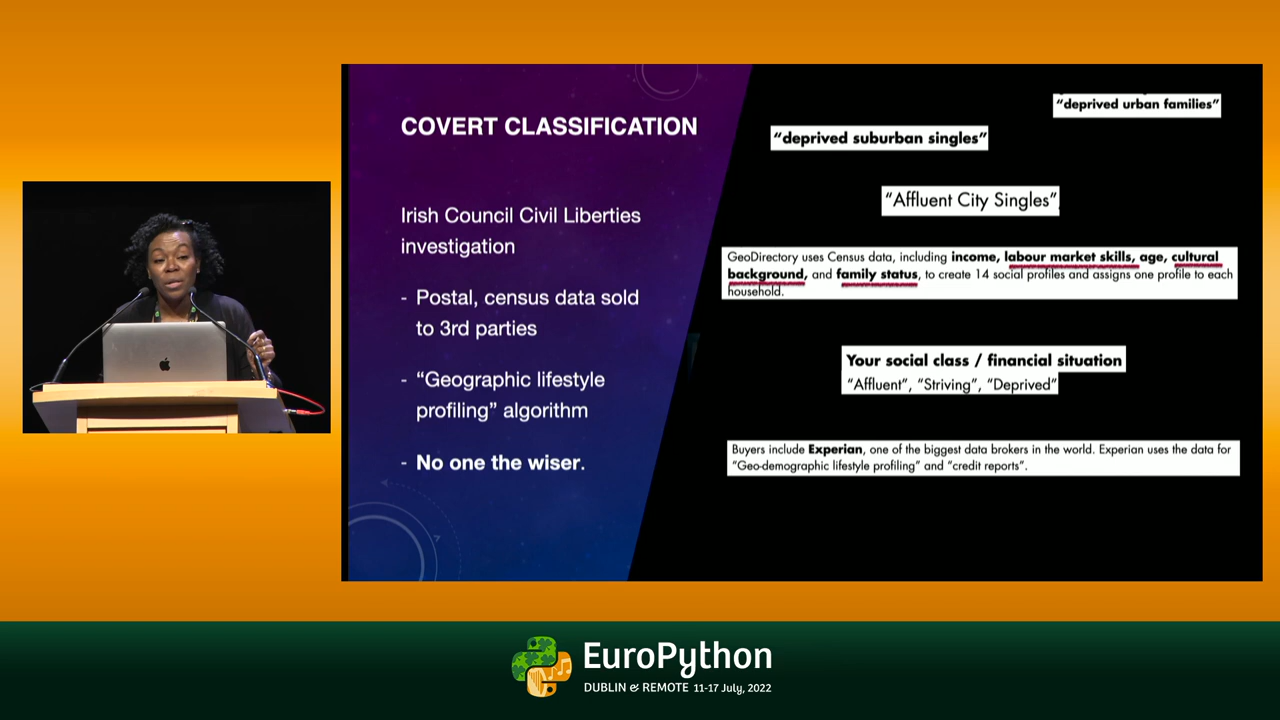 COVERT CLASSIFICATION
Irish Council Civil Liberties
investigation
- Postal, census data sold
to 3rd parties
- “Geographic lifestyle
profiling” algorithm
- No one the wiser.
“deprived urban families”
“deprived suburban singles”
“Affluent City Singles”
GeoDirectory uses Census data, including income, labour market skills, age, cultural
background, and family status, to create 14 social profiles and assigns one profile to each
household.
Your social class / financial situation
“Affluent”, “Striving”, “Deprived”
Buyers include Experian, one of the biggest data brokers in the world. Experian uses the data for
“Geo-demographic lifestyle profiling” and “credit reports”.
EuroPython
DUBLIN & REMOTE 11-17 July, 2022